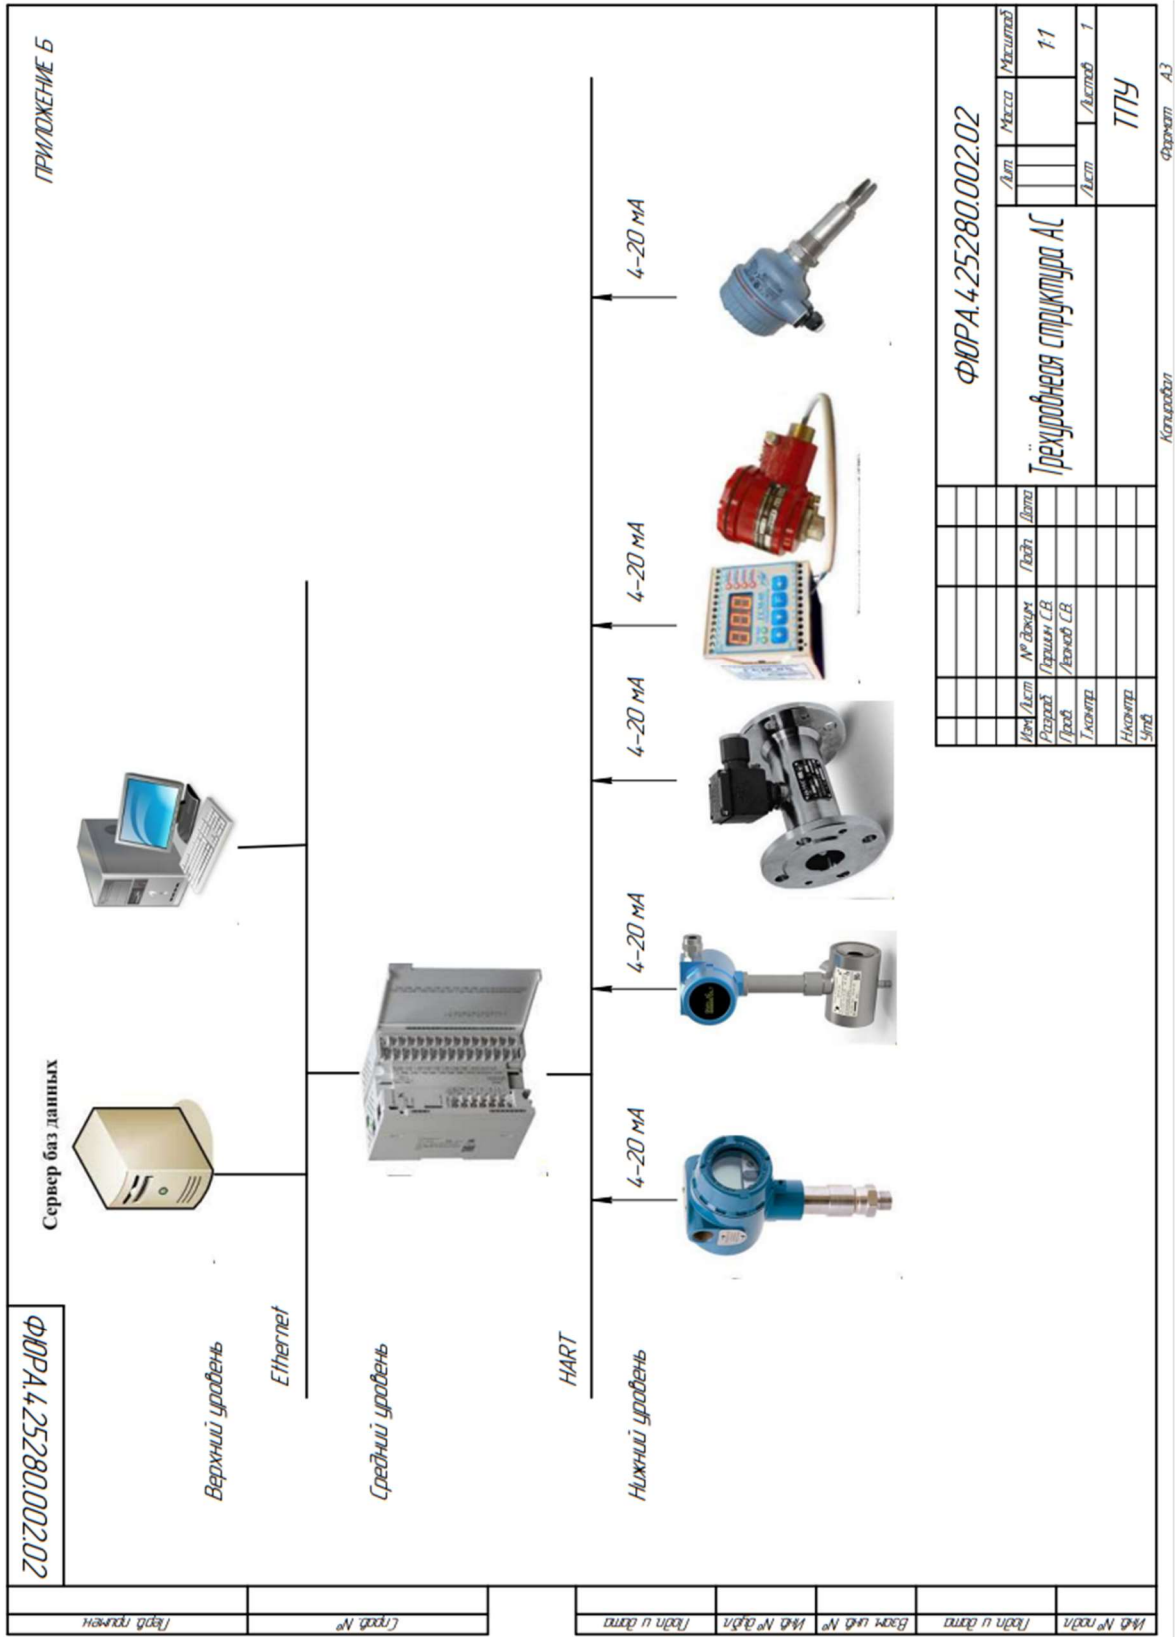 ПРИЛОЖЕНИЕ Б
ФЮРА.425280.002.02
Сервер баз данных
Верхний уровень
Ethernet
Средний уровень
HART
Нижний уровень
4-20 мА
4-20 мА
4-20 мА
4-20 мА
4-20 мА
Перв. примен.
Справ. №
Подп. и дата
Инв. № дубл.
Взам. инв. №
Подп. и дата
Инв. № подл.
ФЮРА.425280.002.02
Изм. Лист № докум. Подп. Дата
Разраб. Паршин С.В.
Пров. Леонов С.В.
Т.контр.
Н.контр.
Утв.
Трёхуровнеая структура АС
Лит. Масса Масштаб
1:1
Лист Листов 1
ТПУ
Копировал
Формат А3